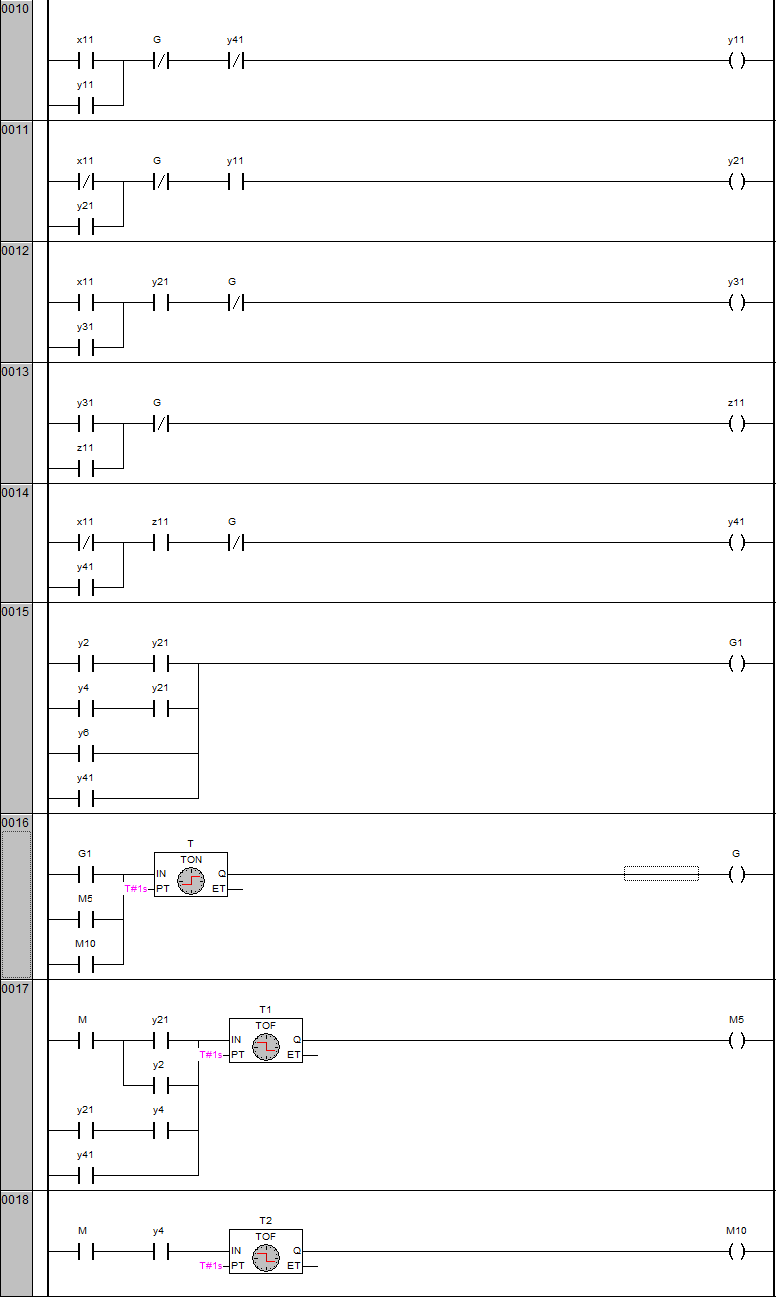 0010
x11 G y41 y11
y11
0011
x11 G y11 y21
y21
0012
x11 y21 G y31
y31
0013
y31 G z11
z11
0014
x11 z11 G y41
y41
0015
y2 y21 G1
y4 y21
y6
y41
0016
T
G1 TON G
IN Q
T#1s PT ET
M5
M10
0017
T1
M y21 TOF M5
IN Q
T#1s PT ET
y2
y21 y4
y41
0018
T2
M y4 TOF M10
IN Q
T#1s PT ET